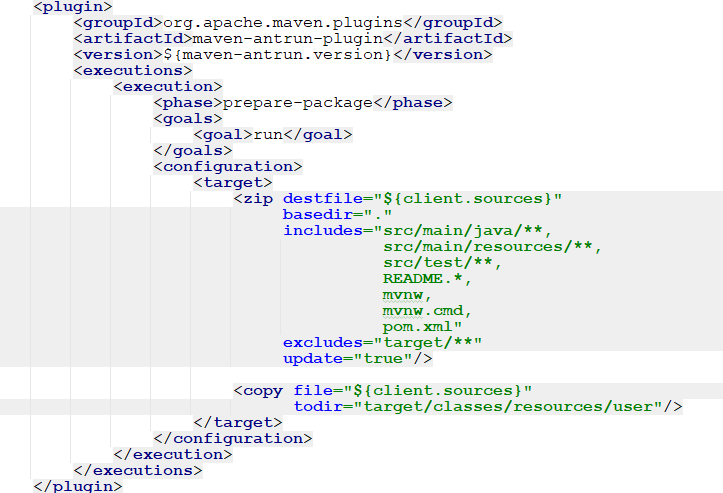 <plugin>
<groupId>org.apache.maven.plugins</groupId>
<artifactId>maven-antrun-plugin</artifactId>
<version>${maven-antrun.version}</version>
<executions>
<execution>
<phase>prepare-package</phase>
<goals>
<goal>run</goal>
</goals>
<configuration>
<target>
<zip destfile="${client.sources}"
basedir="."
includes="src/main/java/**,
src/main/resources/**,
src/test/**,
README.*,
mvnw,
mvnw.cmd,
pom.xml"
excludes="target/**"
update="true"/>
<copy file="${client.sources}"
todir="target/classes/resources/user"/>
</target>
</configuration>
</execution>
</executions>
</plugin>